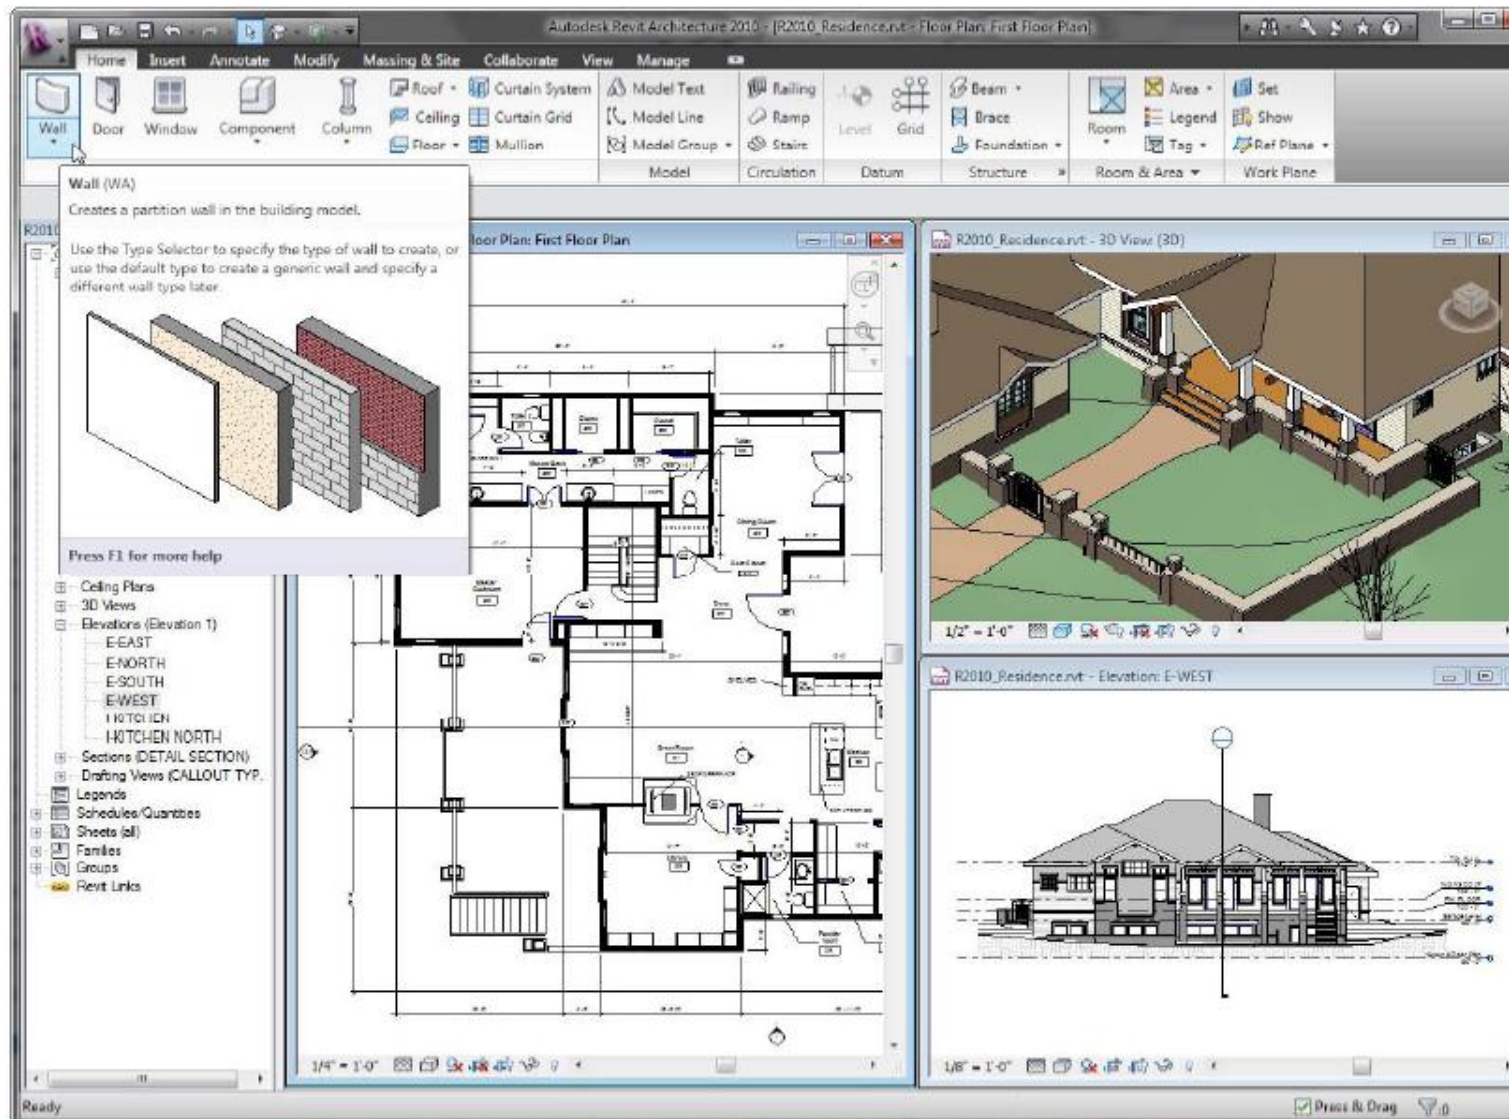 Autodesk Revit Architecture 2010 - [R2010_Residence.rvt - Floor Plan: First Floor Plan]
Home Insert Annotate Modify Massing & Site Collaborate View Manage
Roof Curtain System Model Text Railing Beam Area Set
Ceiling Curtain Grid Model Line Ramp Brace Legend Show
Wall Door Window Component Column Level Grid Room
Floor Mullion Model Group Stairs Foundation Tag Ref Plane
Model Circulation Datum Structure Room & Area Work Plane
Wall (WA)
Creates a partition wall in the building model.
Use the Type Selector to specify the type of wall to create, or
use the default type to create a generic wall and specify a
different wall type later.
Press F1 for more help
R2010
Ceiling Plans
3D Views
Elevations (Elevation 1)
E-EAST
E-NORTH
E-SOUTH
E-WEST
I-KITCHEN
I-KITCHEN NORTH
Sections (DETAIL SECTION)
Drafting Views (CALLOUT TYP.
Legends
Schedules/Quantities
Sheets (all)
Families
Groups
Revit Links
loor Plan: First Floor Plan
Dining Room
1/4" = 1'-0"
R2010_Residence.rvt - 3D View: {3D}
1/2" = 1'-0"
R2010_Residence.rvt - Elevation: E-WEST
1/8" = 1'-0"
Ready
Press & Drag :0